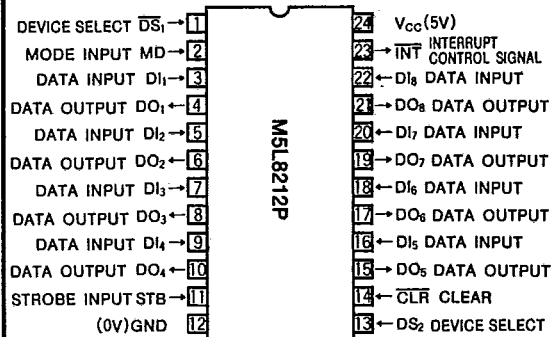 DEVICE SELECT D̅S̅₁ → 1
MODE INPUT MD → 2
DATA INPUT DI₁ → 3
DATA OUTPUT DO₁ ← 4
DATA INPUT DI₂ → 5
DATA OUTPUT DO₂ ← 6
DATA INPUT DI₃ → 7
DATA OUTPUT DO₃ ← 8
DATA INPUT DI₄ → 9
DATA OUTPUT DO₄ ← 10
STROBE INPUT STB → 11
(0V) GND 12
M5L8212P
24 Vcc (5V)
23 → I̅N̅T̅ INTERRUPT CONTROL SIGNAL
22 ← DI₈ DATA INPUT
21 → DO₈ DATA OUTPUT
20 ← DI₇ DATA INPUT
19 → DO₇ DATA OUTPUT
18 ← DI₆ DATA INPUT
17 → DO₆ DATA OUTPUT
16 ← DI₅ DATA INPUT
15 → DO₅ DATA OUTPUT
14 ← C̅L̅R̅ CLEAR
13 ← DS₂ DEVICE SELECT